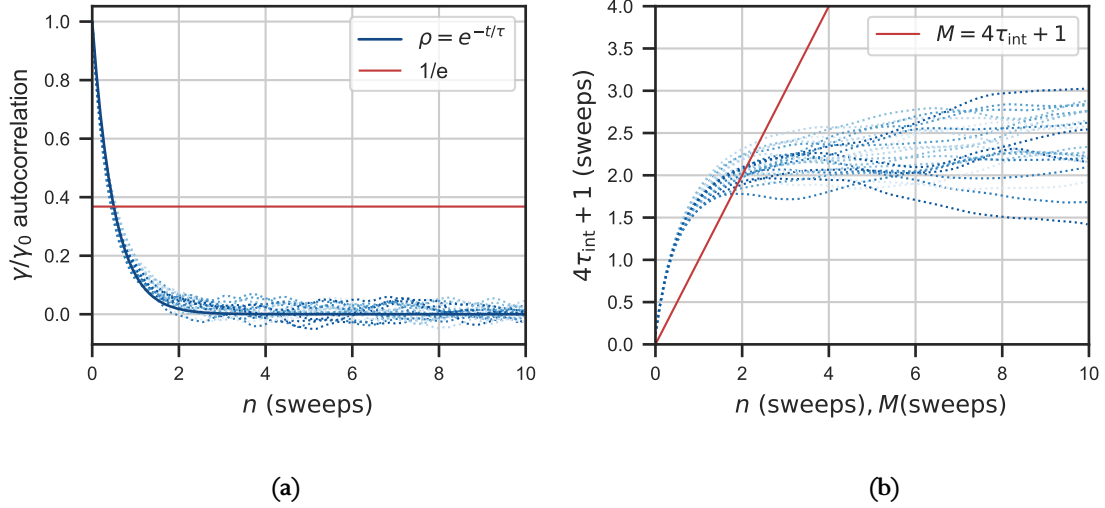 1.0
0.8
0.6
0.4
0.2
0.0
γ/γ₀ autocorrelation
ρ = e^{−t/τ}
1/e
0 2 4 6 8 10
n (sweeps)
(a)
4.0
3.5
3.0
2.5
2.0
1.5
1.0
0.5
0.0
4τ_int + 1 (sweeps)
M = 4τ_int + 1
0 2 4 6 8 10
n (sweeps), M(sweeps)
(b)